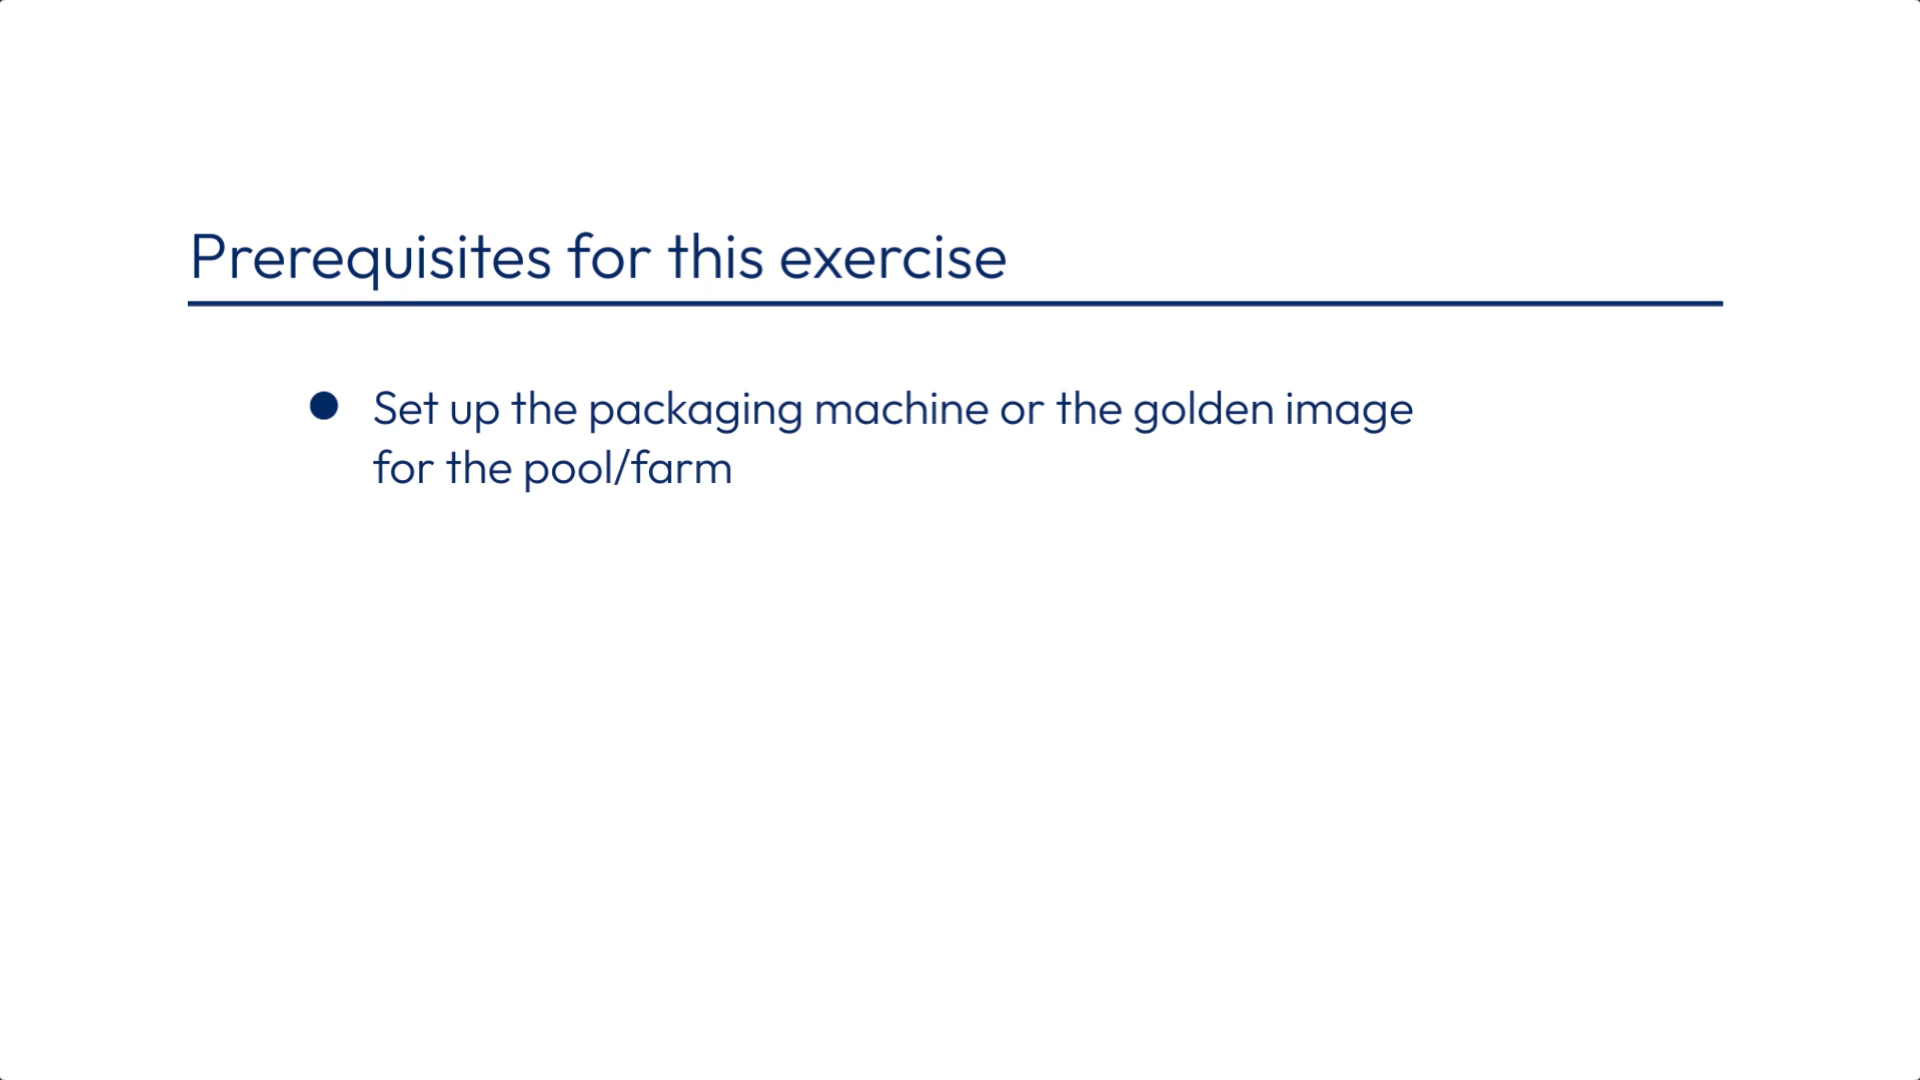 Prerequisites for this exercise
Set up the packaging machine or the golden image
for the pool/farm